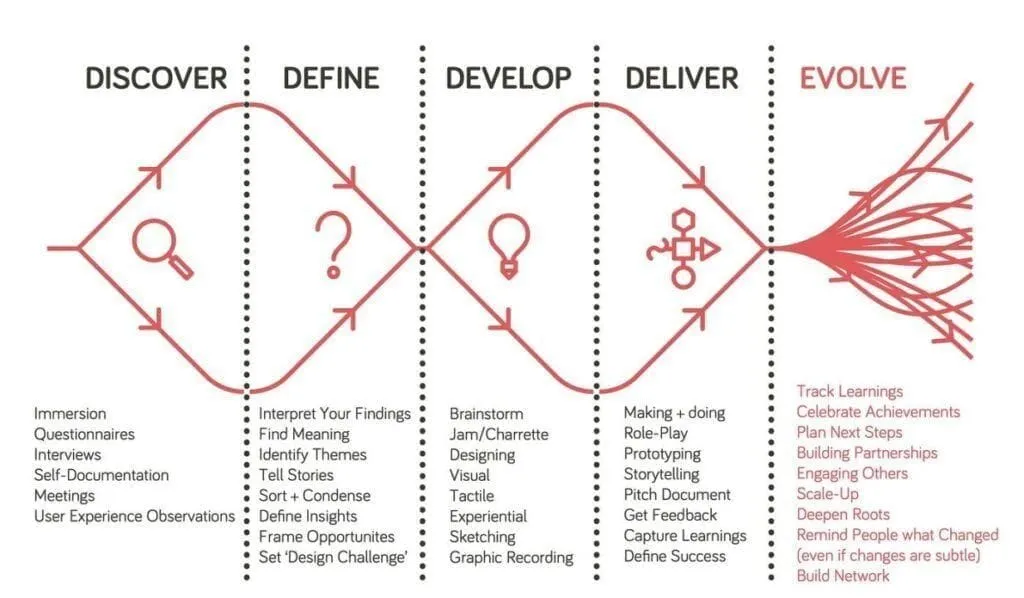 DISCOVER
DEFINE
DEVELOP
DELIVER
EVOLVE
Immersion
Questionnaires
Interviews
Self-Documentation
Meetings
User Experience Observations
Interpret Your Findings
Find Meaning
Identify Themes
Tell Stories
Sort + Condense
Define Insights
Frame Opportunites
Set ‘Design Challenge’
Brainstorm
Jam/Charrette
Designing
Visual
Tactile
Experiential
Sketching
Graphic Recording
Making + doing
Role-Play
Prototyping
Storytelling
Pitch Document
Get Feedback
Capture Learnings
Define Success
Track Learnings
Celebrate Achievements
Plan Next Steps
Building Partnerships
Engaging Others
Scale-Up
Deepen Roots
Remind People what Changed
(even if changes are subtle)
Build Network